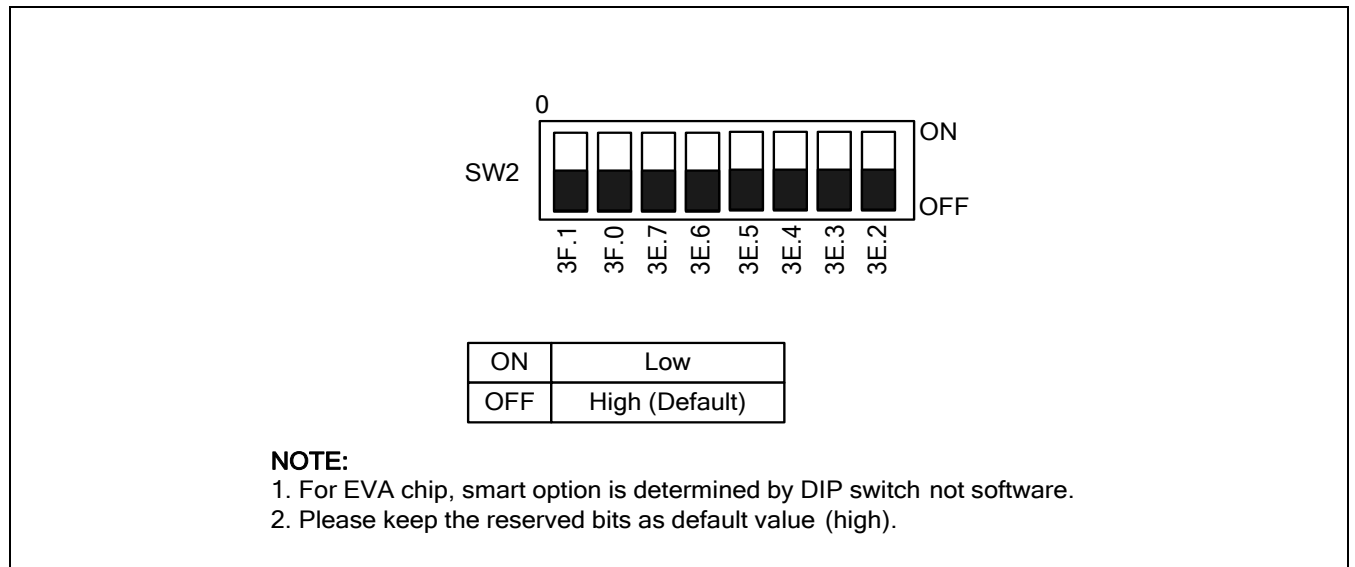 0
ON
SW2
OFF
3F.1 3F.0 3E.7 3E.6 3E.5 3E.4 3E.3 3E.2
ON Low
OFF High (Default)
NOTE:
1. For EVA chip, smart option is determined by DIP switch not software.
2. Please keep the reserved bits as default value (high).